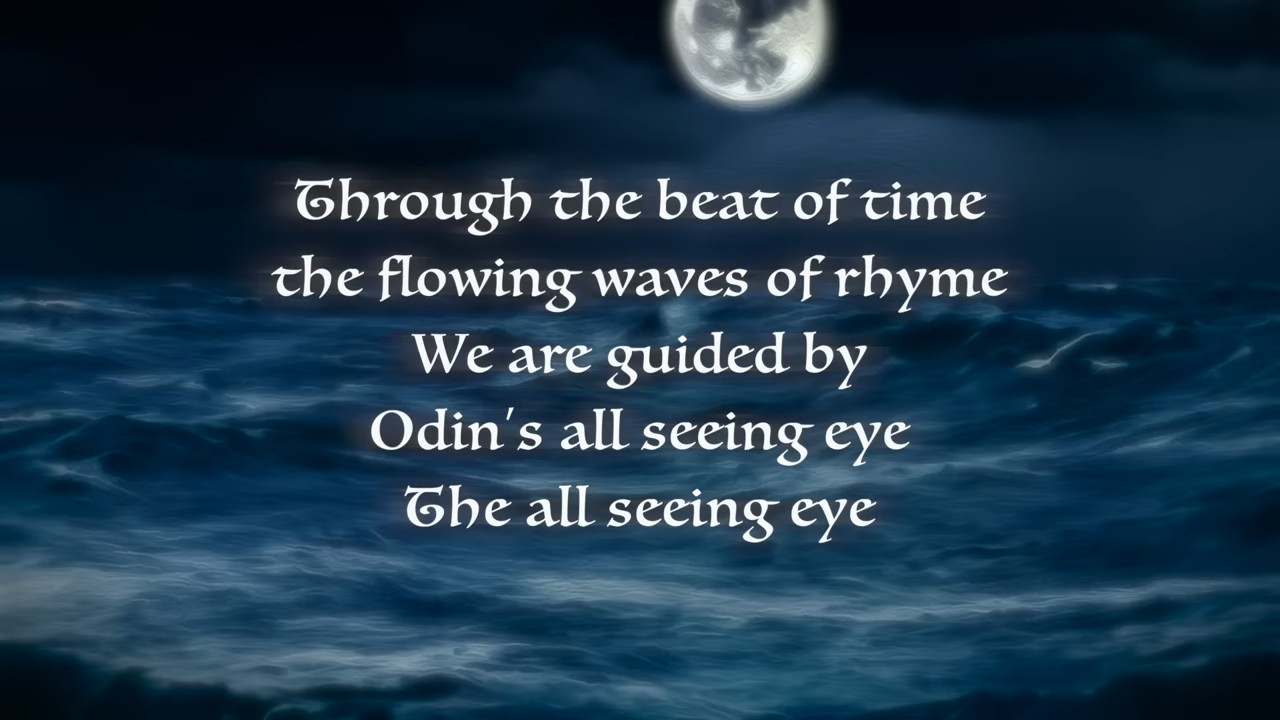 Through the beat of time
the flowing waves of rhyme
We are guided by
Odin's all seeing eye
The all seeing eye